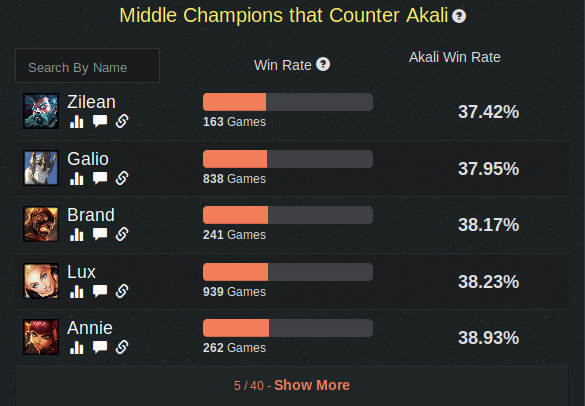 Middle Champions that Counter Akali ?
Search By Name
Win Rate ?
Akali Win Rate
Zilean
163 Games
37.42%
Galio
838 Games
37.95%
Brand
241 Games
38.17%
Lux
939 Games
38.23%
Annie
262 Games
38.93%
5 / 40 - Show More